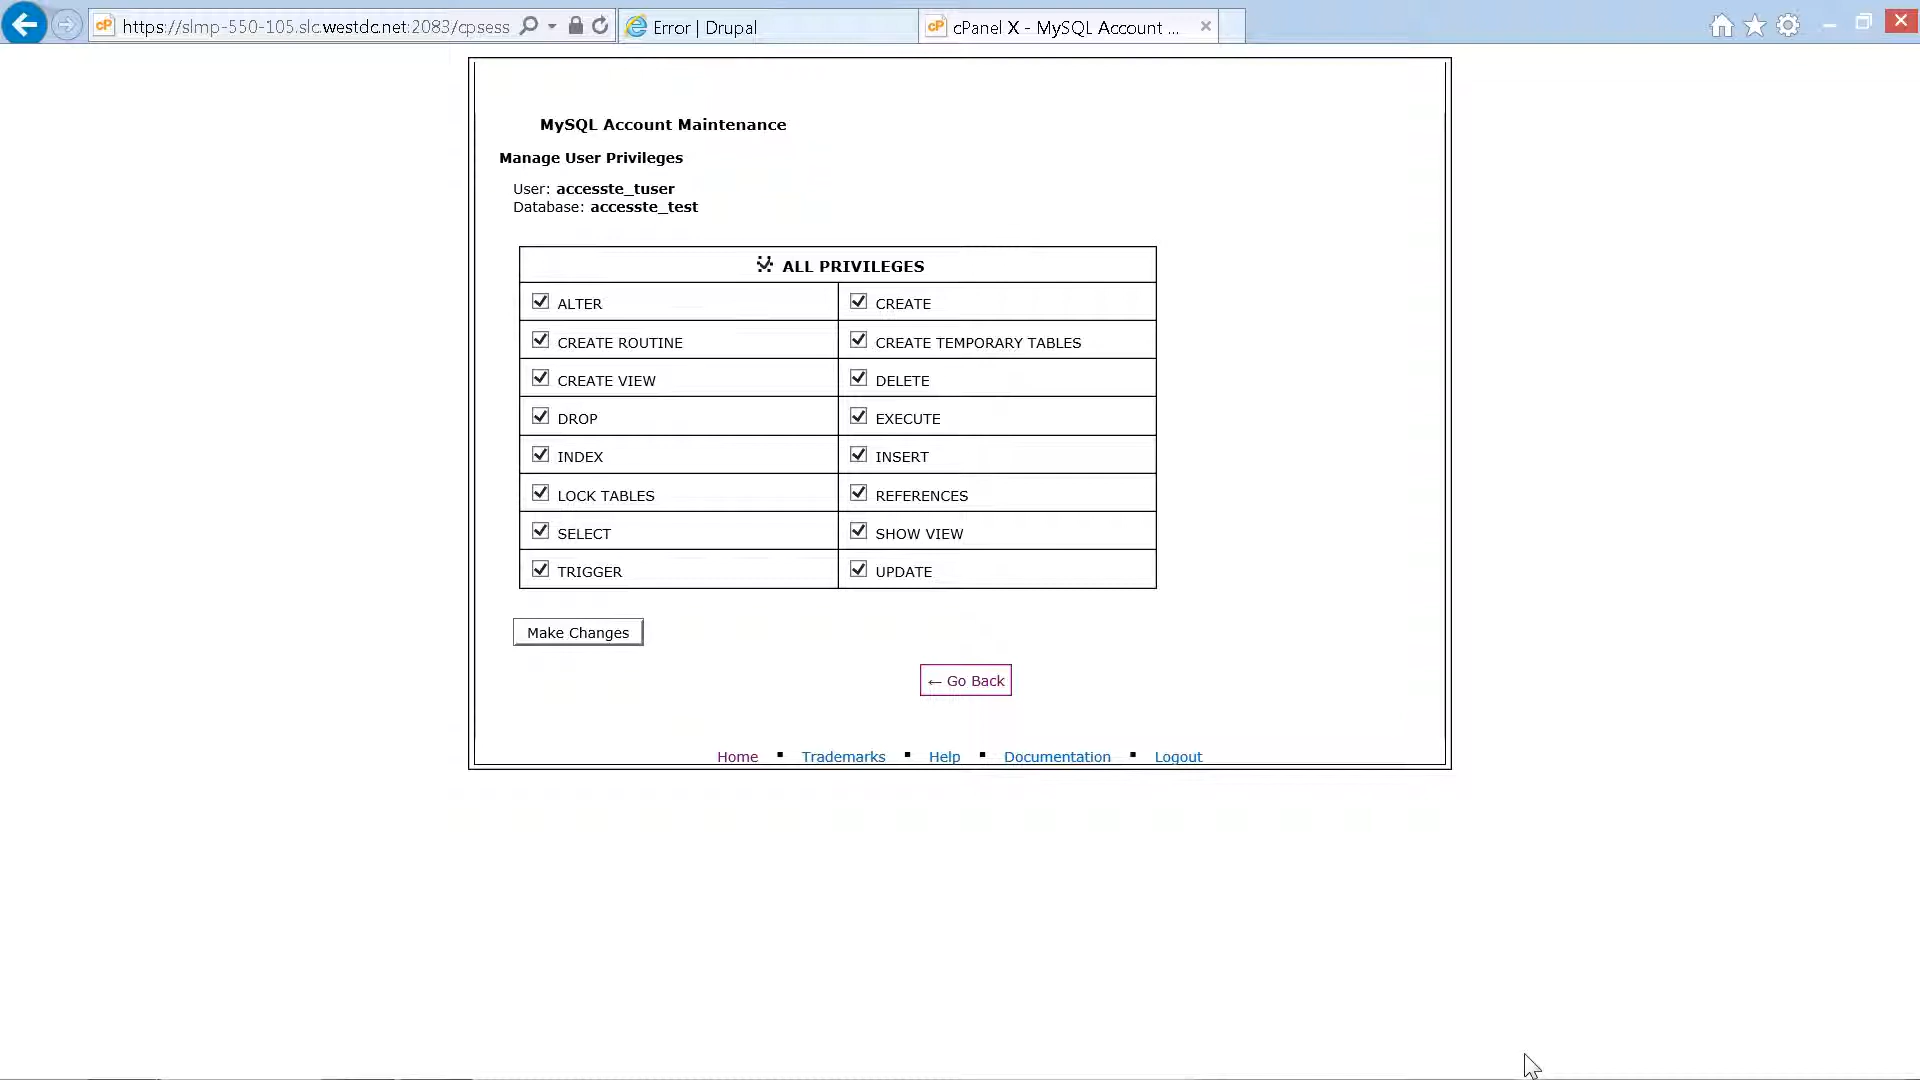 https://slmp-550-105.slc.westdc.net:2083/cpsess
Error | Drupal
cPanel X - MySQL Account ...
MySQL Account Maintenance
Manage User Privileges
User: accesste_tuser
Database: accesste_test
ALL PRIVILEGES
ALTER CREATE
CREATE ROUTINE CREATE TEMPORARY TABLES
CREATE VIEW DELETE
DROP EXECUTE
INDEX INSERT
LOCK TABLES REFERENCES
SELECT SHOW VIEW
TRIGGER UPDATE
Make Changes
← Go Back
Home ▪ Trademarks ▪ Help ▪ Documentation ▪ Logout